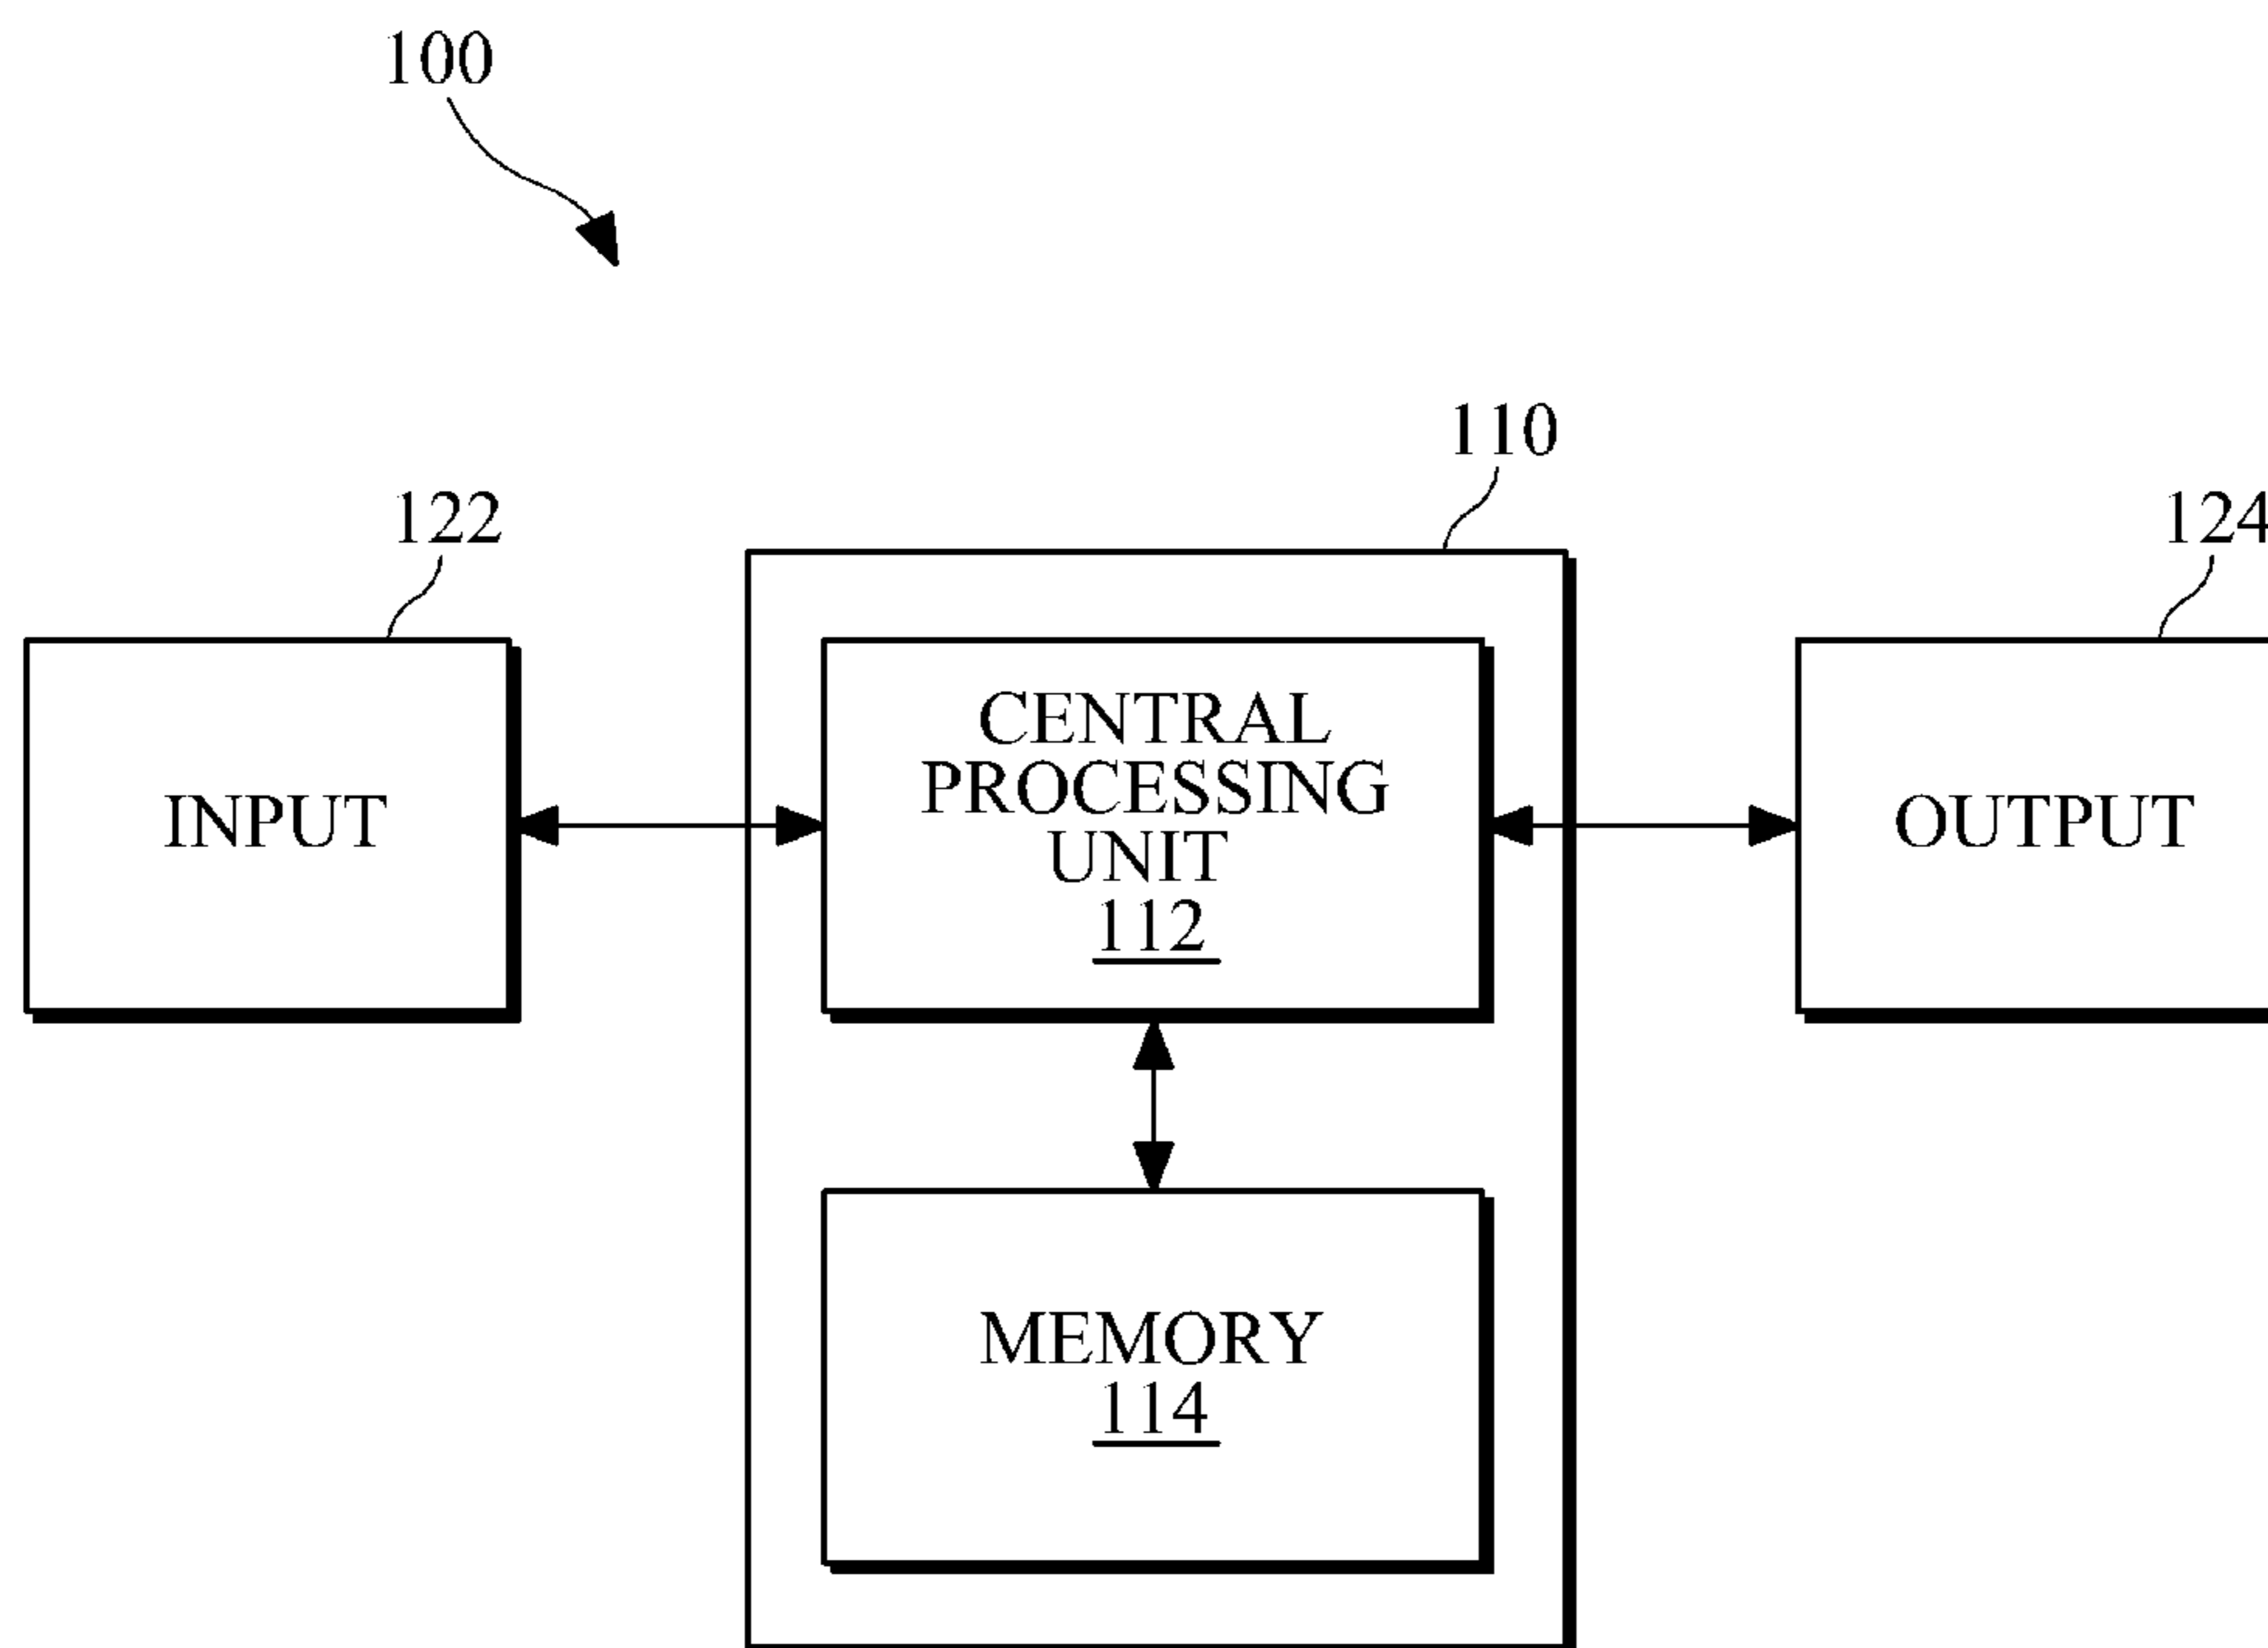 100
110
122
124
INPUT
CENTRAL
PROCESSING
UNIT
112
OUTPUT
MEMORY
114